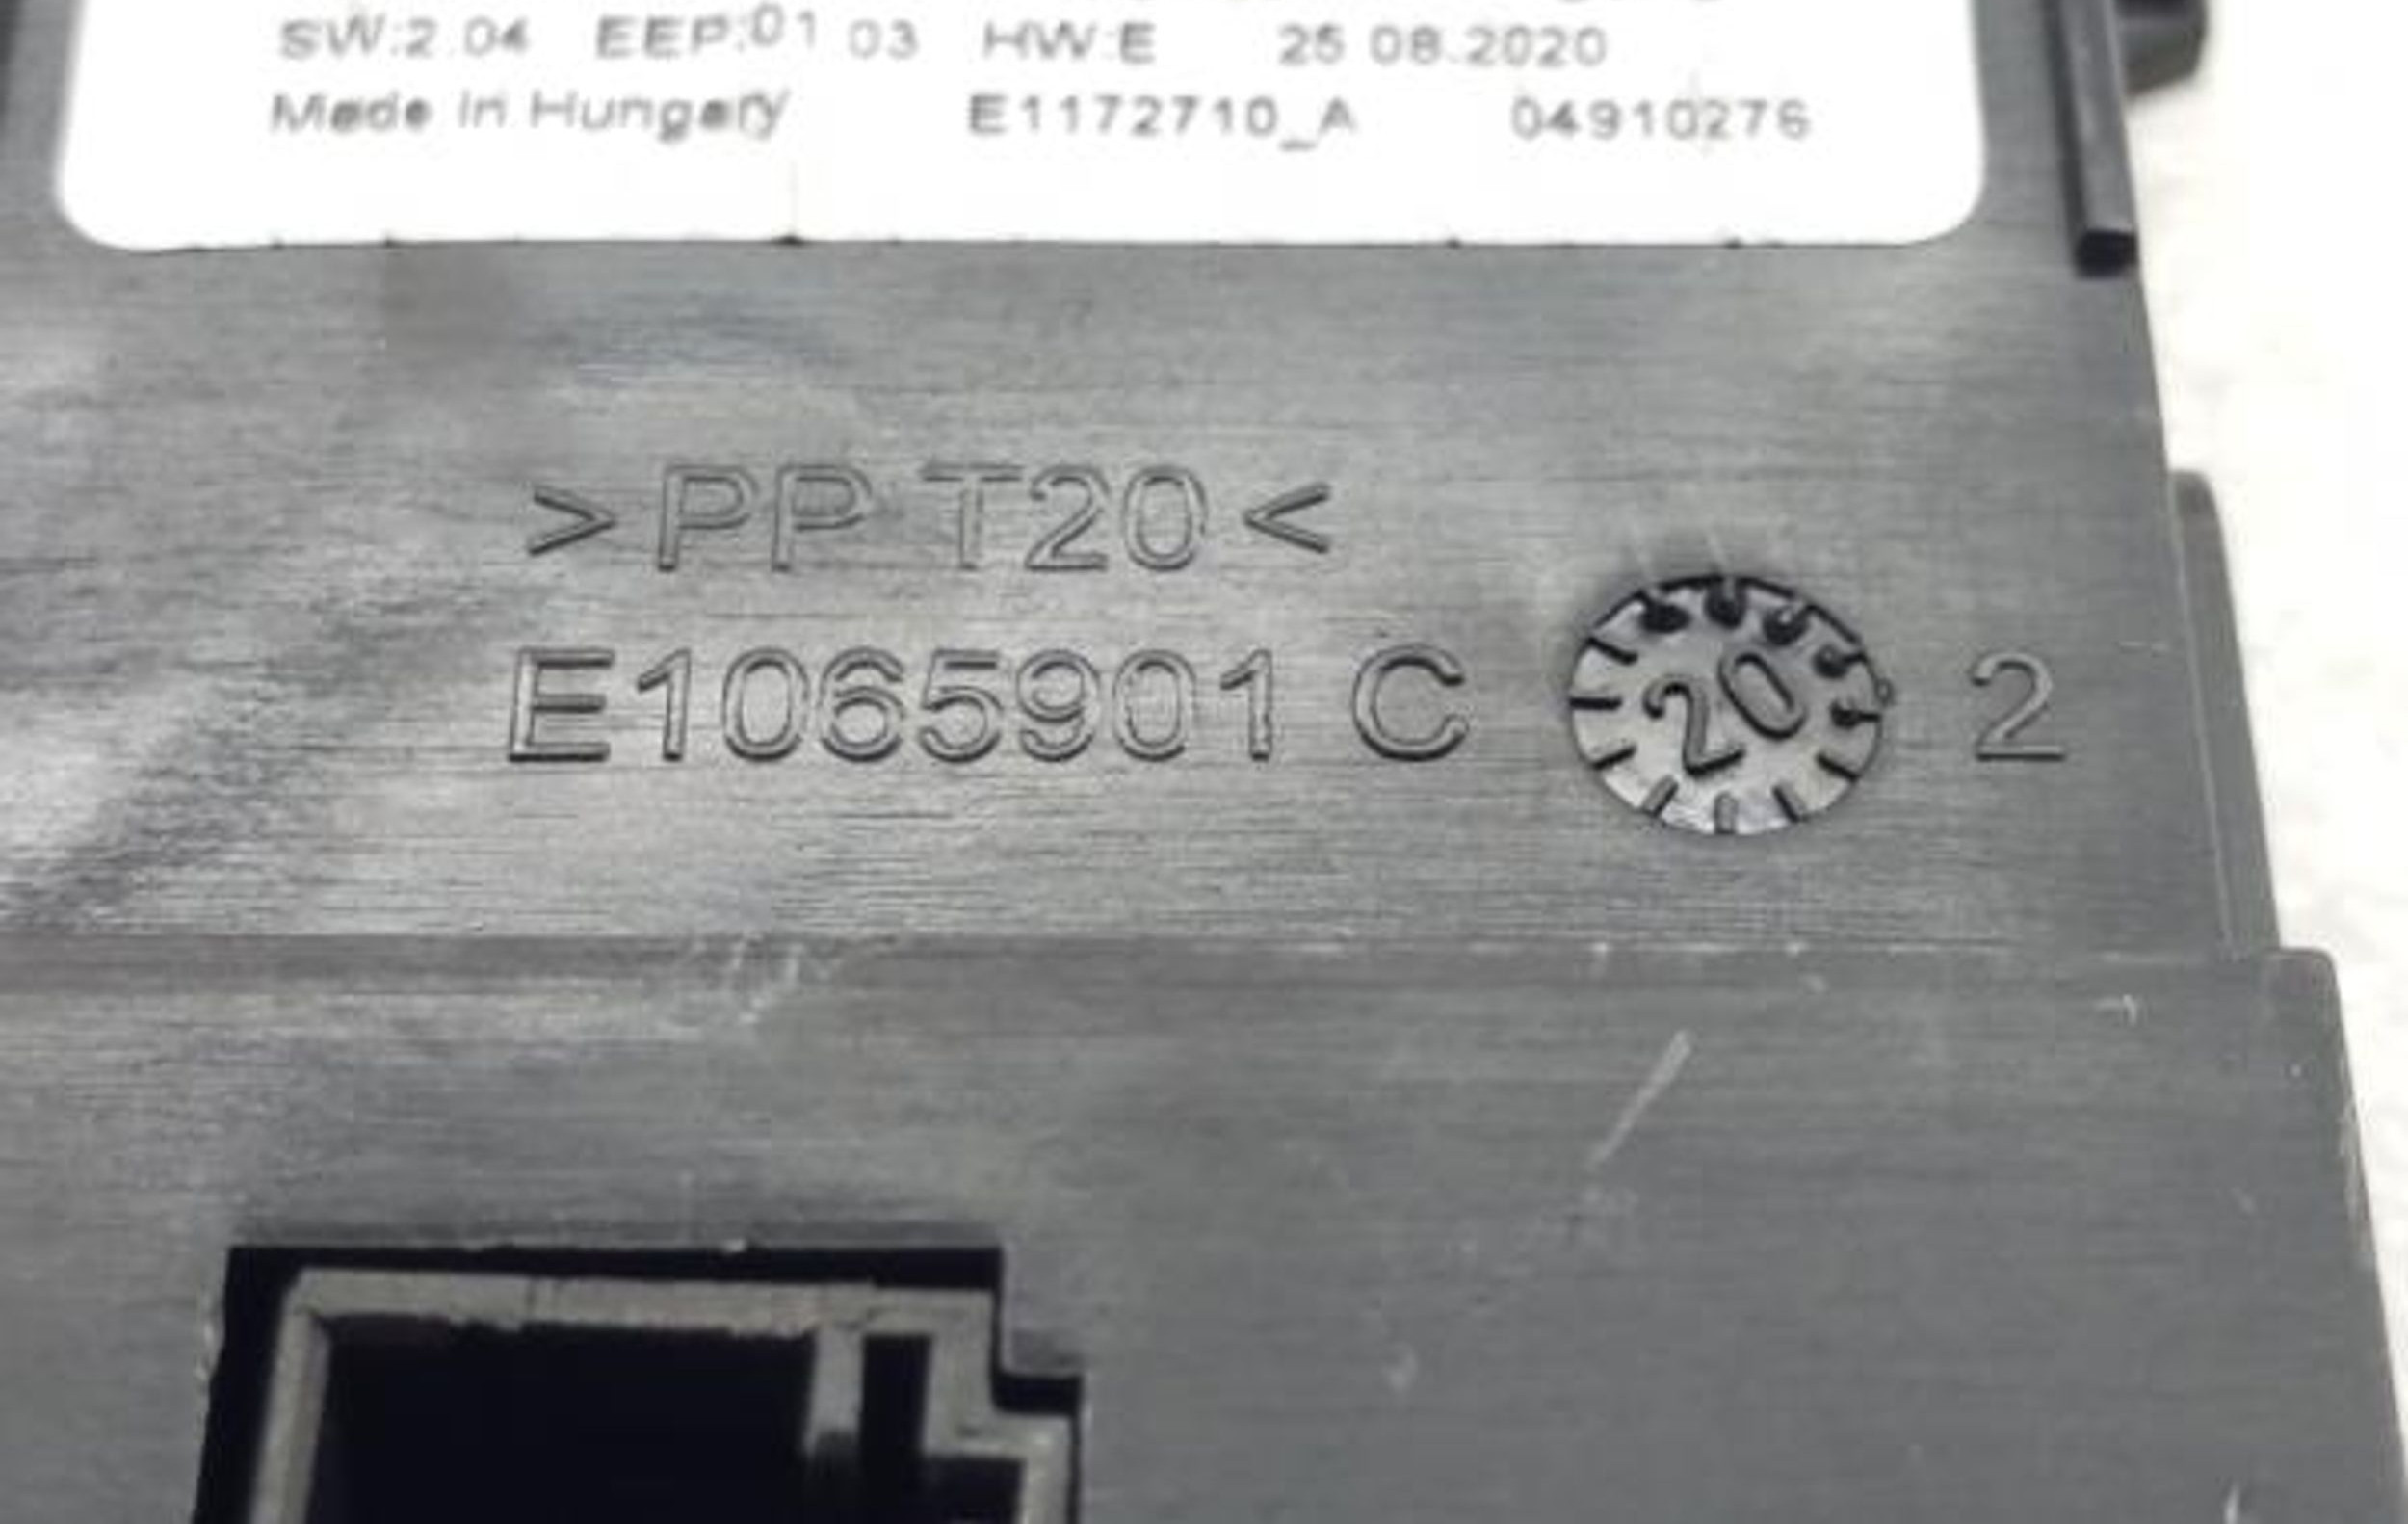 SW:2.04 EEP:01.03 HW:E 25.08.2020
Made in Hungary E1172710_A 04910276
>PP T20<
E1065901 C 20 2